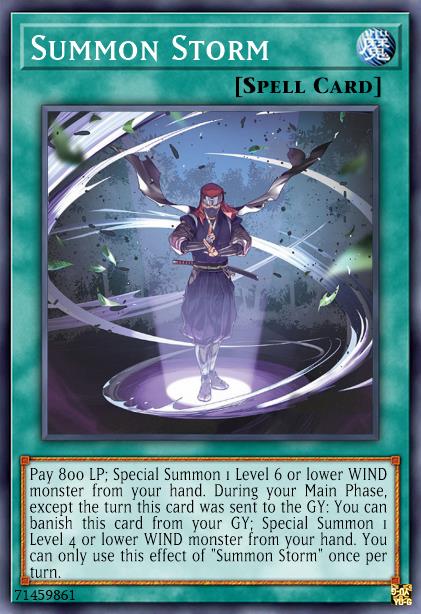 Summon Storm
魔
[Spell Card]
Pay 800 LP; Special Summon 1 Level 6 or lower WIND
monster from your hand. During your Main Phase,
except the turn this card was sent to the GY: You can
banish this card from your GY; Special Summon 1
Level 4 or lower WIND monster from your hand. You
can only use this effect of "Summon Storm" once per
turn.
71459861